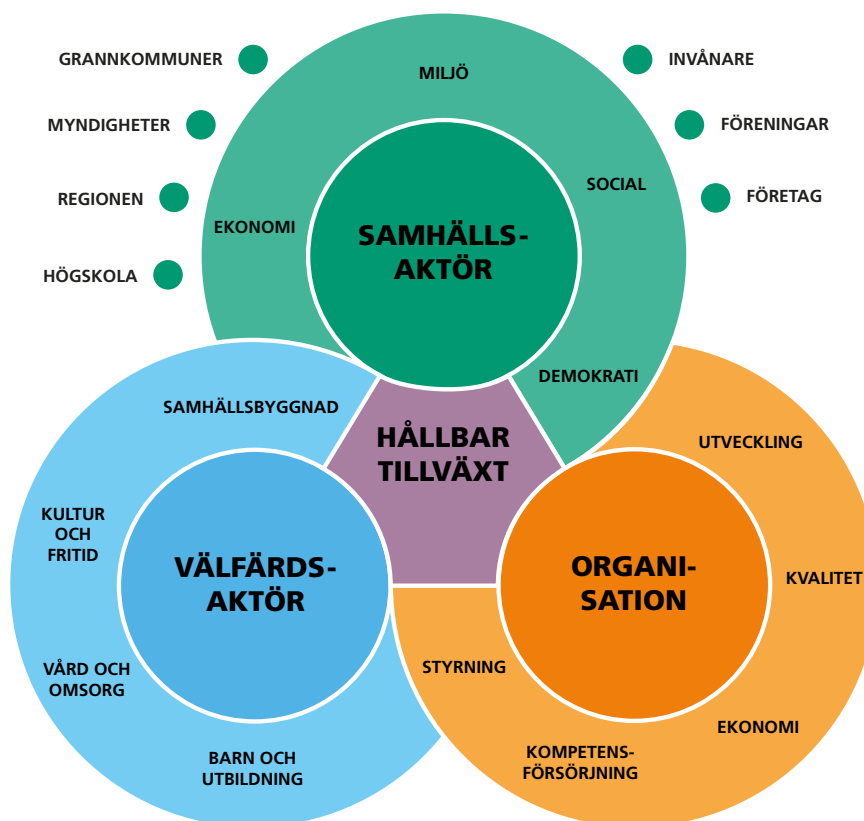 GRANNKOMMUNER
MYNDIGHETER
REGIONEN
HÖGSKOLA
INVÅNARE
FÖRENINGAR
FÖRETAG
MILJÖ
SOCIAL
EKONOMI
DEMOKRATI
SAMHÄLLS-
AKTÖR
HÅLLBAR
TILLVÄXT
SAMHÄLLSBYGGNAD
KULTUR
OCH
FRITID
VÅRD OCH
OMSORG
BARN OCH
UTBILDNING
VÄLFÄRDS-
AKTÖR
UTVECKLING
KVALITET
EKONOMI
KOMPETENS-
FÖRSÖRJNING
STYRNING
ORGANI-
SATION